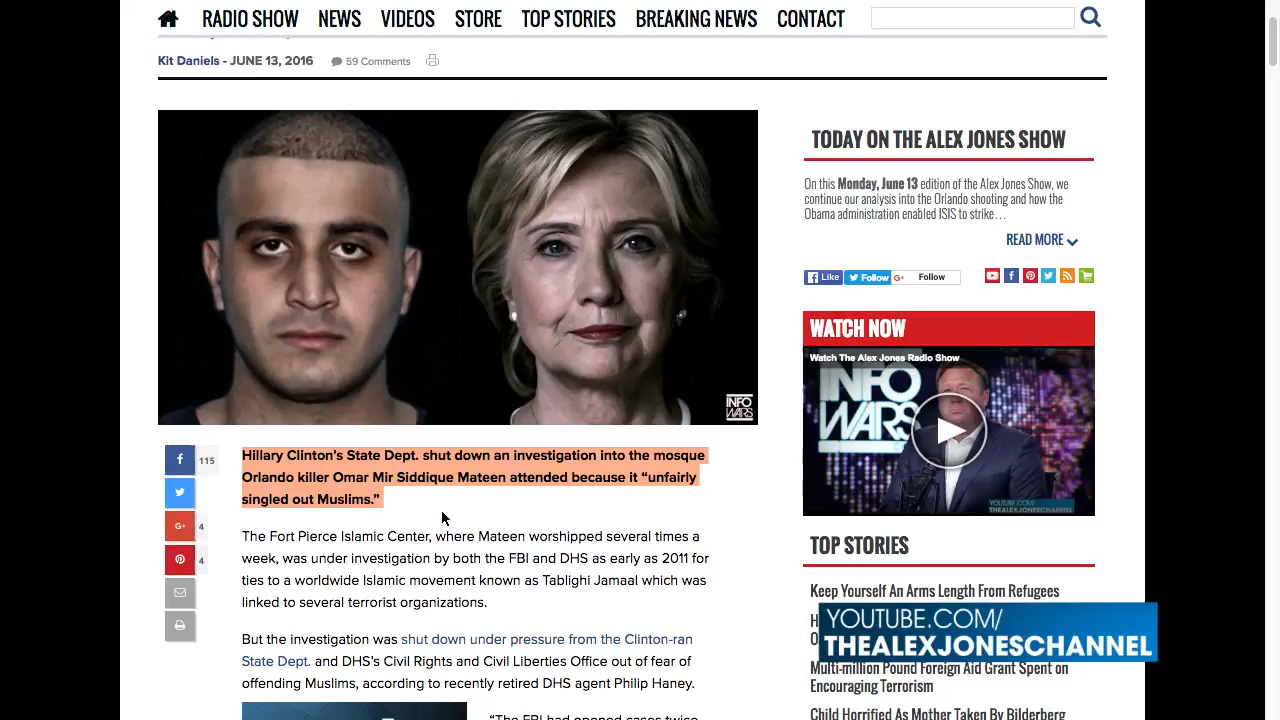 RADIO SHOW NEWS VIDEOS STORE TOP STORIES BREAKING NEWS CONTACT
Kit Daniels - JUNE 13, 2016 59 Comments
INFO
WARS
115
4
4
Hillary Clinton's State Dept. shut down an investigation into the mosque
Orlando killer Omar Mir Siddique Mateen attended because it “unfairly
singled out Muslims.”
The Fort Pierce Islamic Center, where Mateen worshipped several times a
week, was under investigation by both the FBI and DHS as early as 2011 for
ties to a worldwide Islamic movement known as Tablighi Jamaal which was
linked to several terrorist organizations.
But the investigation was shut down under pressure from the Clinton-ran
State Dept. and DHS's Civil Rights and Civil Liberties Office out of fear of
offending Muslims, according to recently retired DHS agent Philip Haney.
“The FBI had opened cases twice
TODAY ON THE ALEX JONES SHOW
On this Monday, June 13 edition of the Alex Jones Show, we
continue our analysis into the Orlando shooting and how the
Obama administration enabled ISIS to strike…
READ MORE
Like Follow G+ Follow
WATCH NOW
Watch The Alex Jones Radio Show
INFO
WARS
YOUTUBE.COM/
THEALEXJONESCHANNEL
TOP STORIES
Keep Yourself An Arms Length From Refugees
YOUTUBE.COM/
THEALEXJONESCHANNEL
Multi-million Pound Foreign Aid Grant Spent on
Encouraging Terrorism
Child Horrified As Mother Taken By Bilderberg